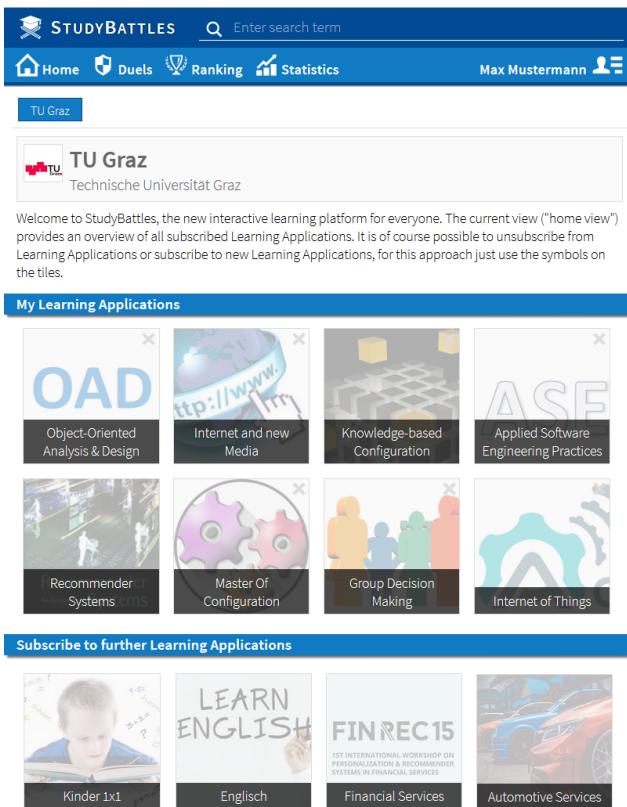 STUDYBATTLES
Enter search term
Home Duels Ranking Statistics Max Mustermann
TU Graz
TU
TU Graz
Technische Universität Graz
Welcome to StudyBattles, the new interactive learning platform for everyone. The current view ("home view")
provides an overview of all subscribed Learning Applications. It is of course possible to unsubscribe from
Learning Applications or subscribe to new Learning Applications, for this approach just use the symbols on
the tiles.
My Learning Applications
OAD
Object-Oriented
Analysis & Design
http://www.
Internet and new
Media
Knowledge-based
Configuration
ASE
Applied Software
Engineering Practices
Recommender
Systems
Master Of
Configuration
Group Decision
Making
Internet of Things
Subscribe to further Learning Applications
Kinder 1x1
LEARN
ENGLISH
Englisch
FINREC15
1ST INTERNATIONAL WORKSHOP ON
PERSONALIZATION & RECOMMENDER
SYSTEMS IN FINANCIAL SERVICES
Financial Services
Automotive Services